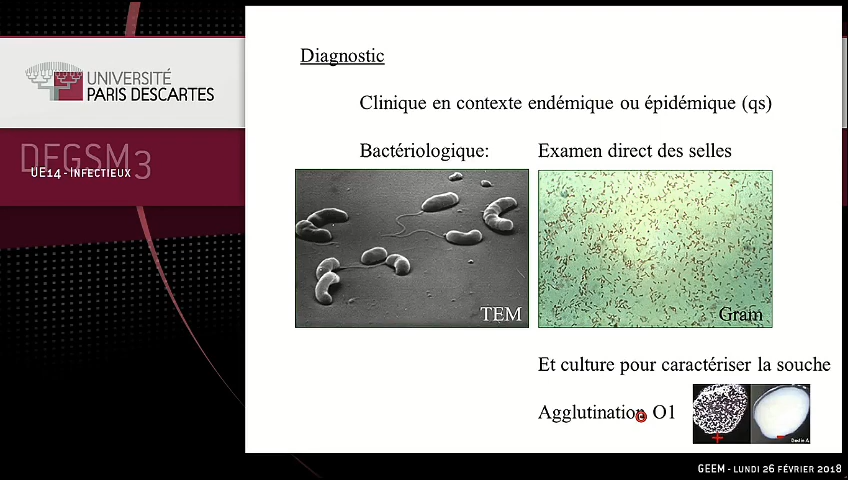 UNIVERSITÉ
PARIS DESCARTES
DFGSM3
UE14 - INFECTIEUX
Diagnostic
Clinique en contexte endémique ou épidémique (qs)
Bactériologique:
Examen direct des selles
TEM
Gram
Et culture pour caractériser la souche
Agglutination O1
+
-
GEEM - LUNDI 26 FÉVRIER 2018